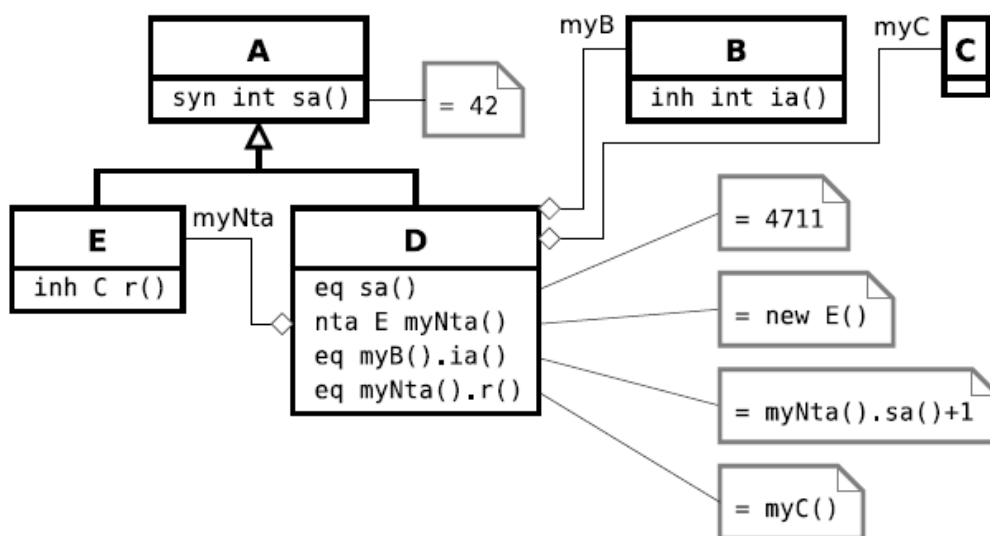 A
syn int sa()
= 42
myB
B
inh int ia()
myC
C
E
inh C r()
myNta
D
eq sa()
nta E myNta()
eq myB().ia()
eq myNta().r()
= 4711
= new E()
= myNta().sa()+1
= myC()